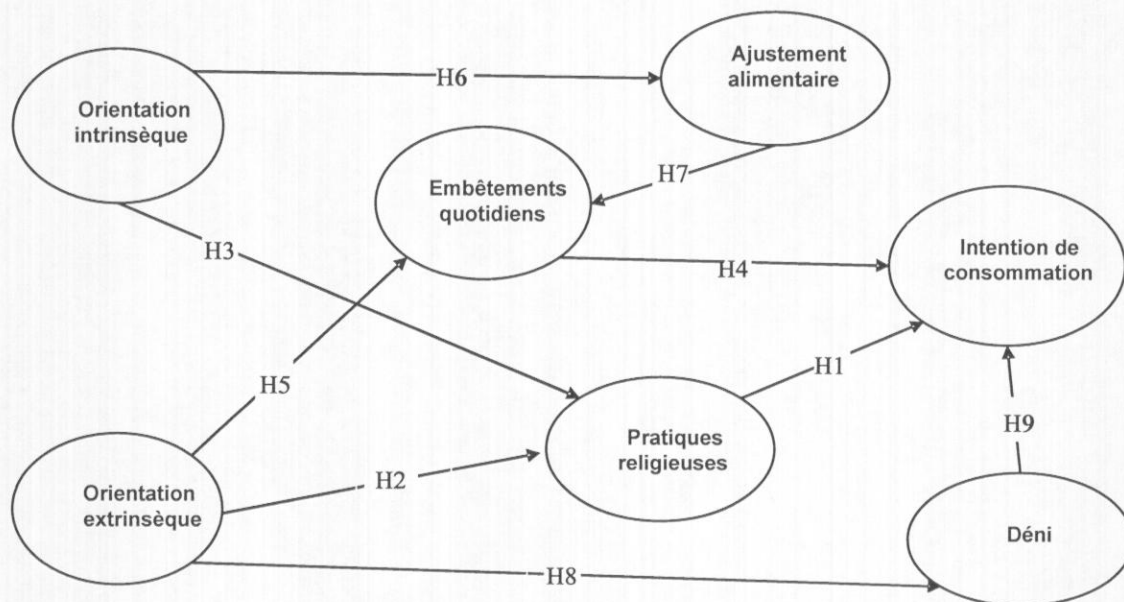 Ajustement
alimentaire
H6
Orientation
intrinsèque
H7
Embêtements
quotidiens
H3
Intention de
consommation
H4
H5
H1
H9
Pratiques
religieuses
H2
Orientation
extrinsèque
Déni
H8